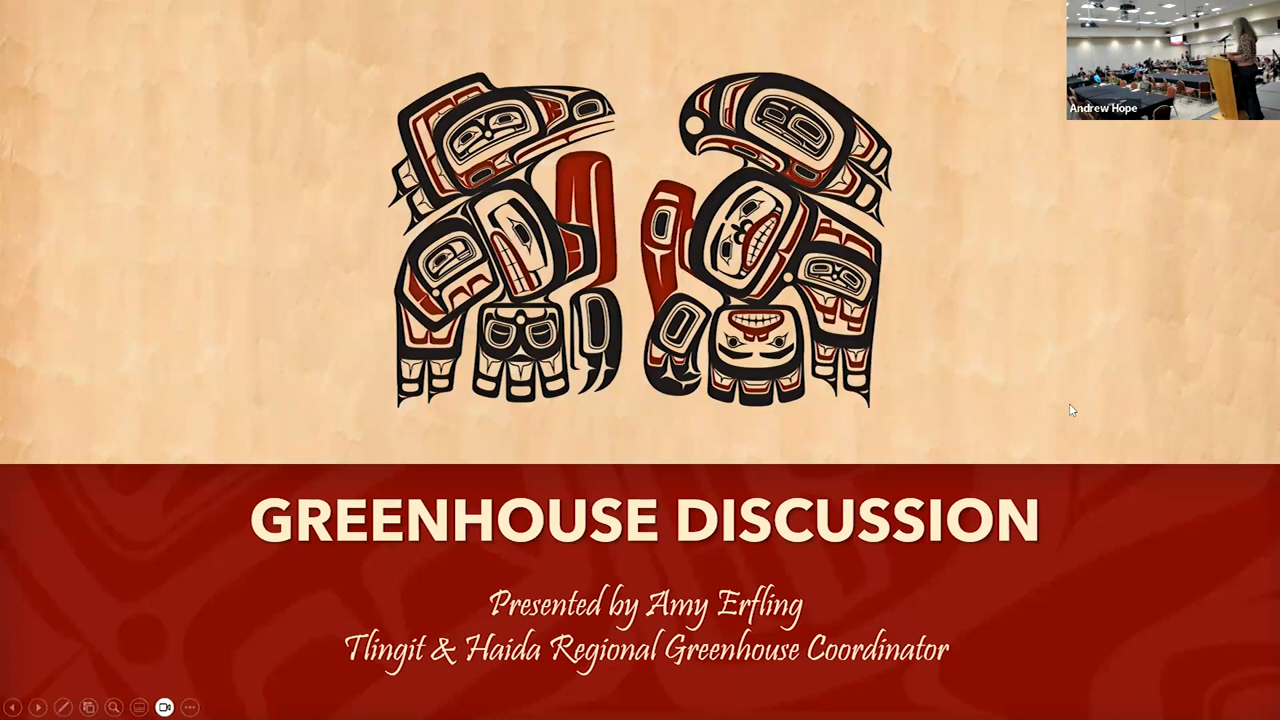 Andrew Hope
GREENHOUSE DISCUSSION
Presented by Amy Erfling
Tlingit & Haida Regional Greenhouse Coordinator